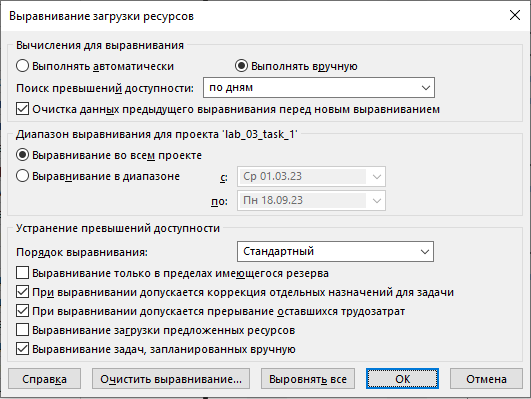 Выравнивание загрузки ресурсов
Вычисления для выравнивания
Выполнять автоматически Выполнять вручную
Поиск превышений доступности: по дням
Очистка данных предыдущего выравнивания перед новым выравниванием
Диапазон выравнивания для проекта 'lab_03_task_1'
Выравнивание во всем проекте
Выравнивание в диапазоне с: Ср 01.03.23
по: Пн 18.09.23
Устранение превышений доступности
Порядок выравнивания: Стандартный
Выравнивание только в пределах имеющегося резерва
При выравнивании допускается коррекция отдельных назначений для задачи
При выравнивании допускается прерывание оставшихся трудозатрат
Выравнивание загрузки предложенных ресурсов
Выравнивание задач, запланированных вручную
Справка Очистить выравнивание... Выровнять все ОК Отмена